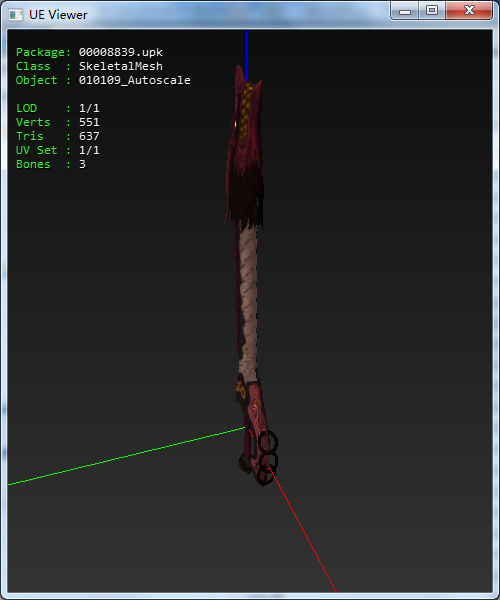 UE Viewer
Package: 00008839.upk
Class : SkeletalMesh
Object : 010109_Autoscale
LOD : 1/1
Verts : 551
Tris : 637
UV Set : 1/1
Bones : 3